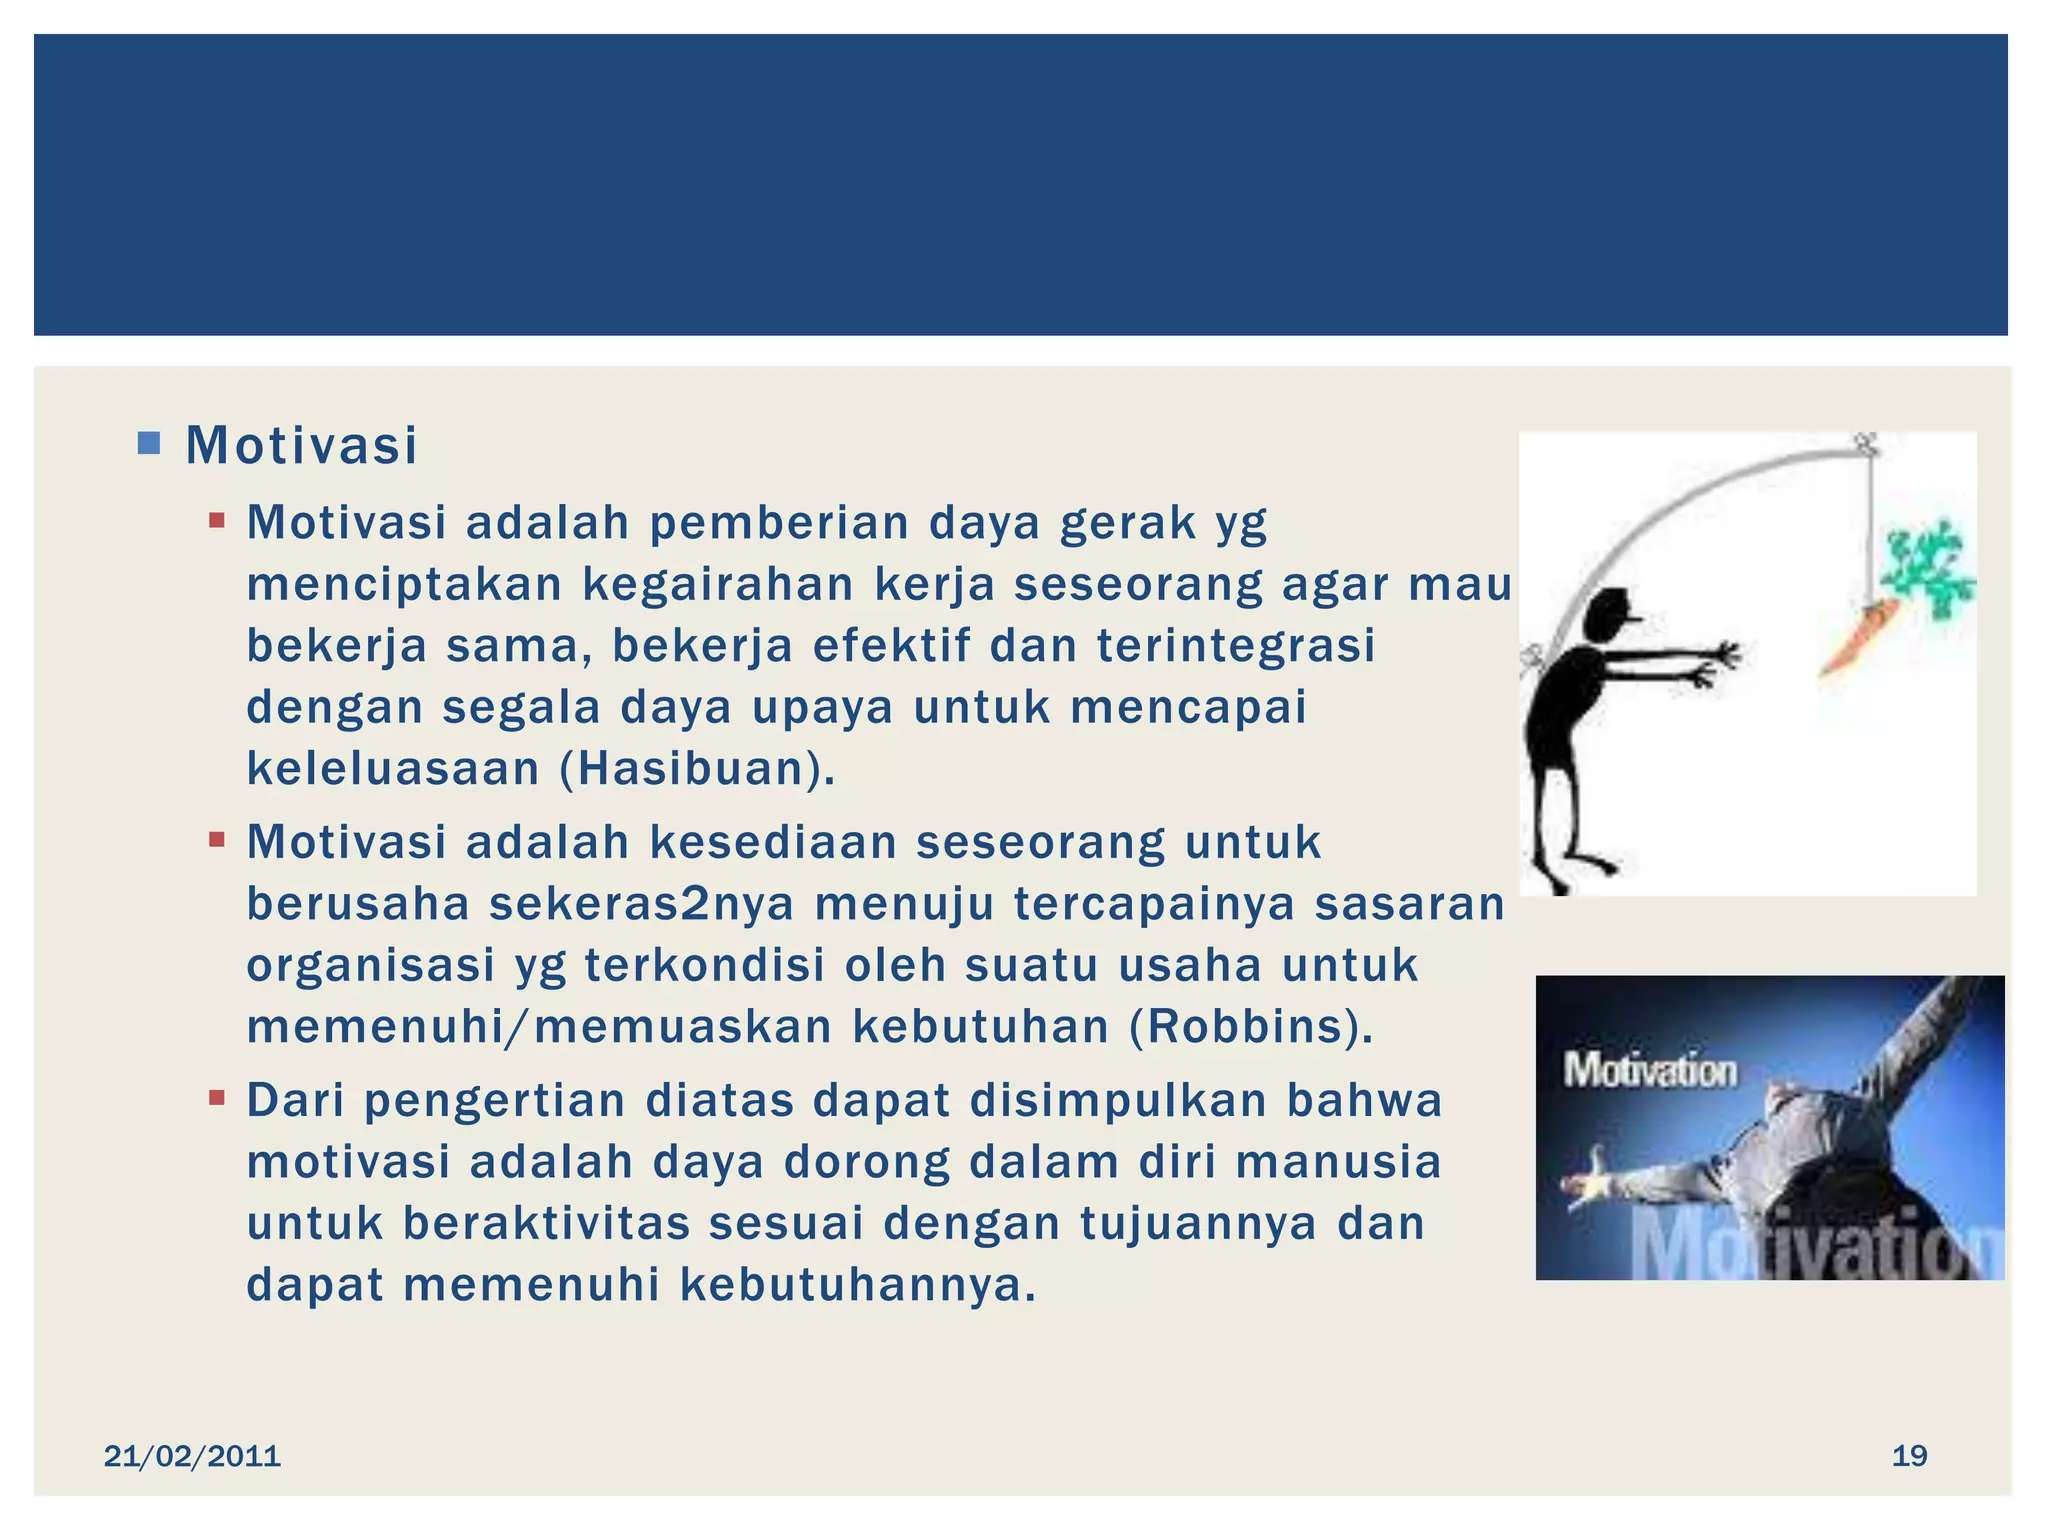 Motivasi
Motivasi adalah pemberian daya gerak yg
menciptakan kegairahan kerja seseorang agar mau
bekerja sama, bekerja efektif dan terintegrasi
dengan segala daya upaya untuk mencapai
keleluasaan (Hasibuan).
Motivasi adalah kesediaan seseorang untuk
berusaha sekeras2nya menuju tercapainya sasaran
organisasi yg terkondisi oleh suatu usaha untuk
memenuhi/memuaskan kebutuhan (Robbins).
Dari pengertian diatas dapat disimpulkan bahwa
motivasi adalah daya dorong dalam diri manusia
untuk beraktivitas sesuai dengan tujuannya dan
dapat memenuhi kebutuhannya.
Motivation
Motivation
21/02/2011
19